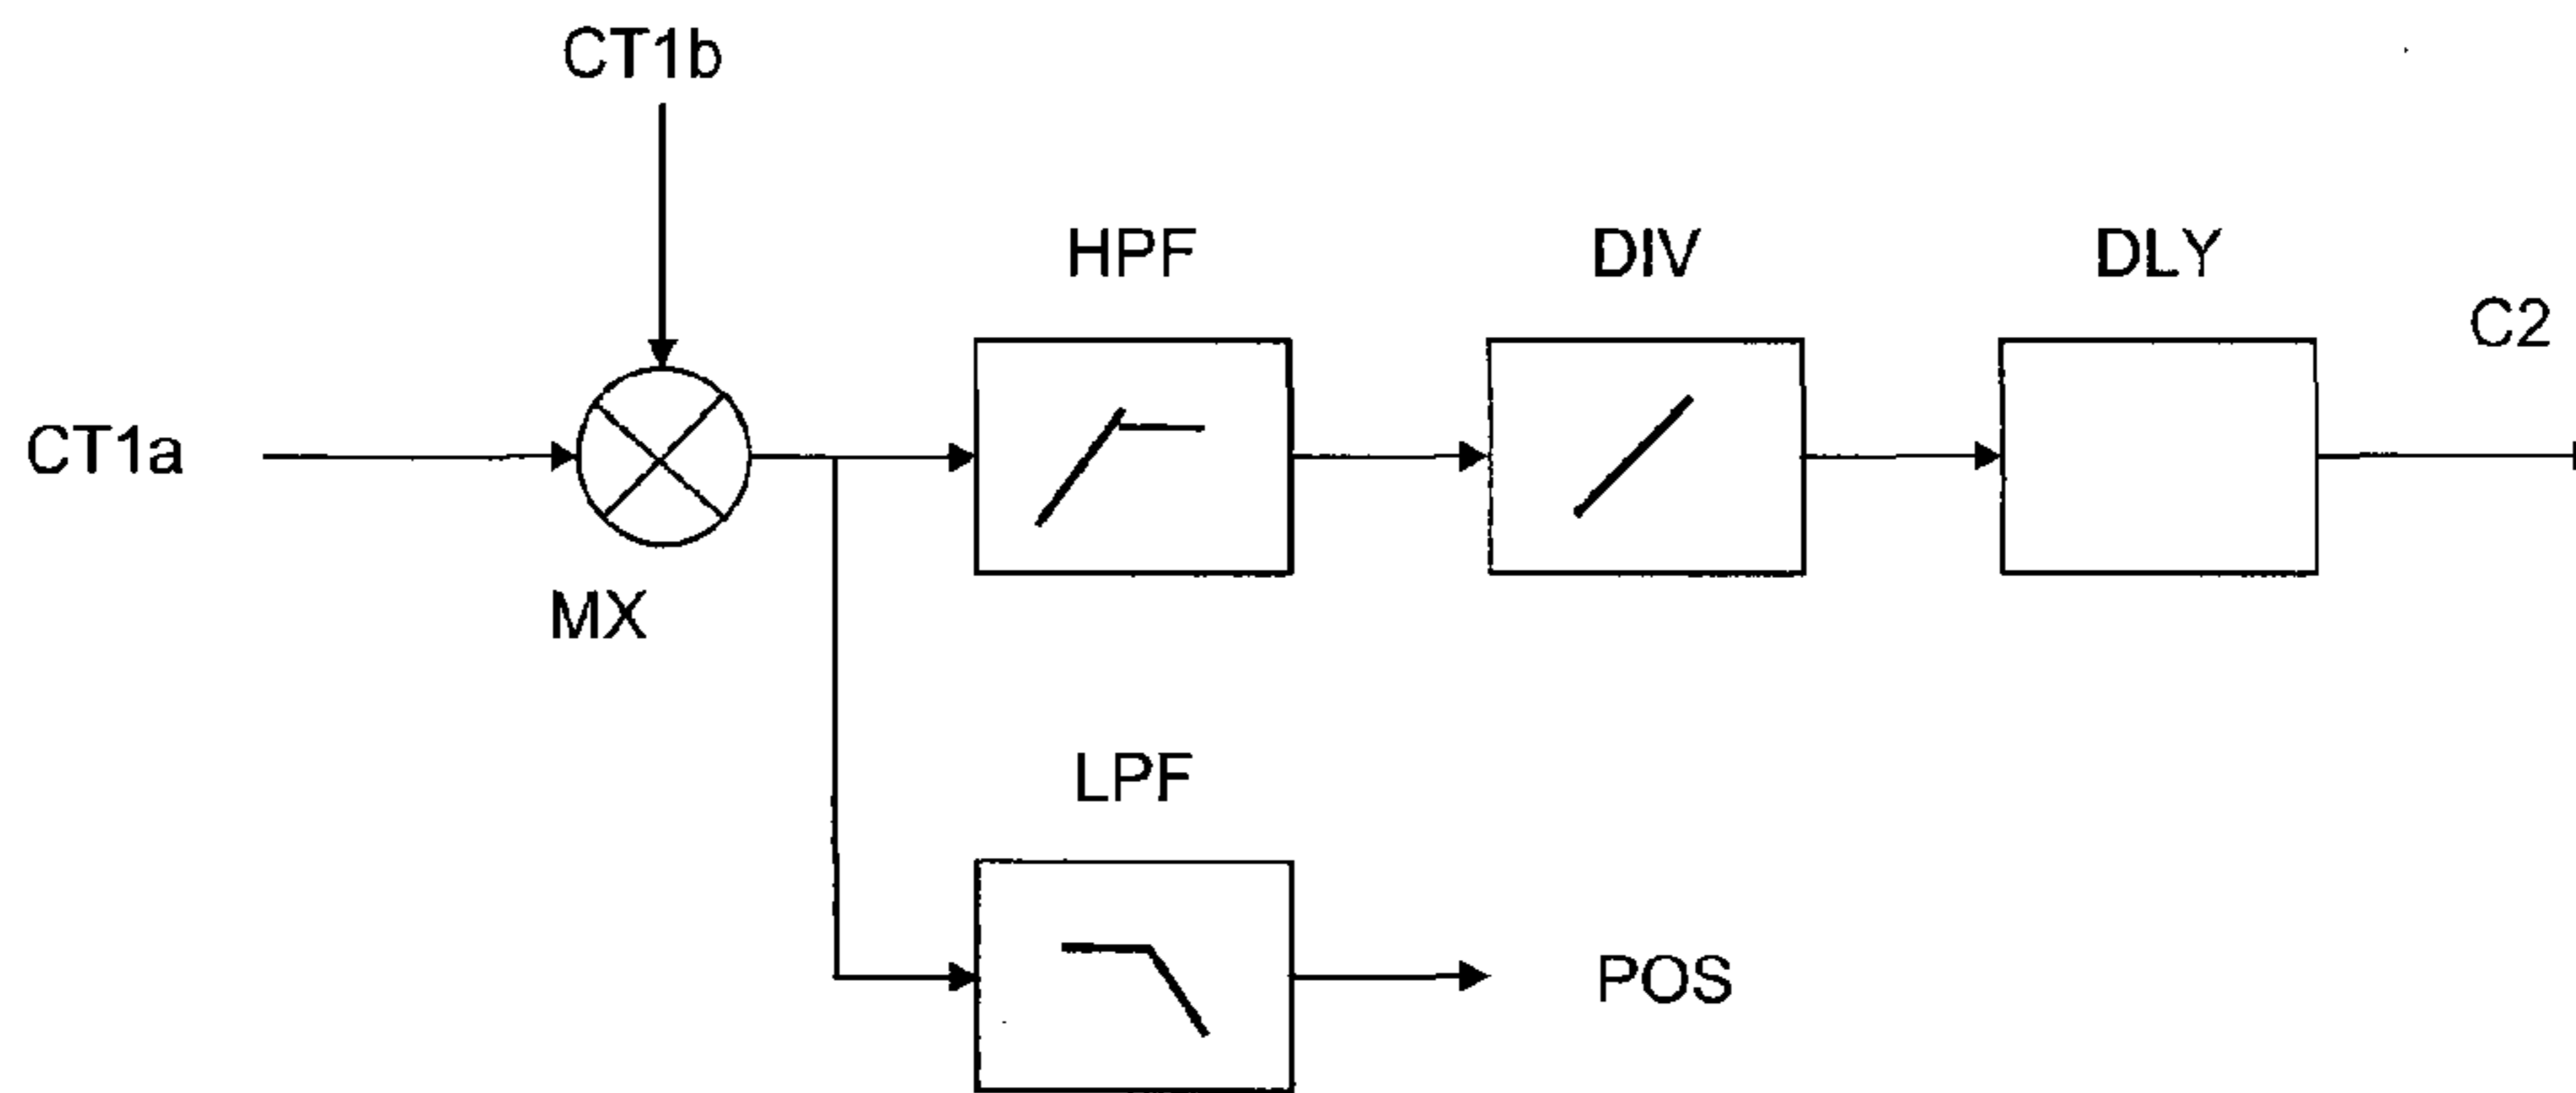 CT1b
HPF
DIV
DLY
C2
CT1a
MX
LPF
POS